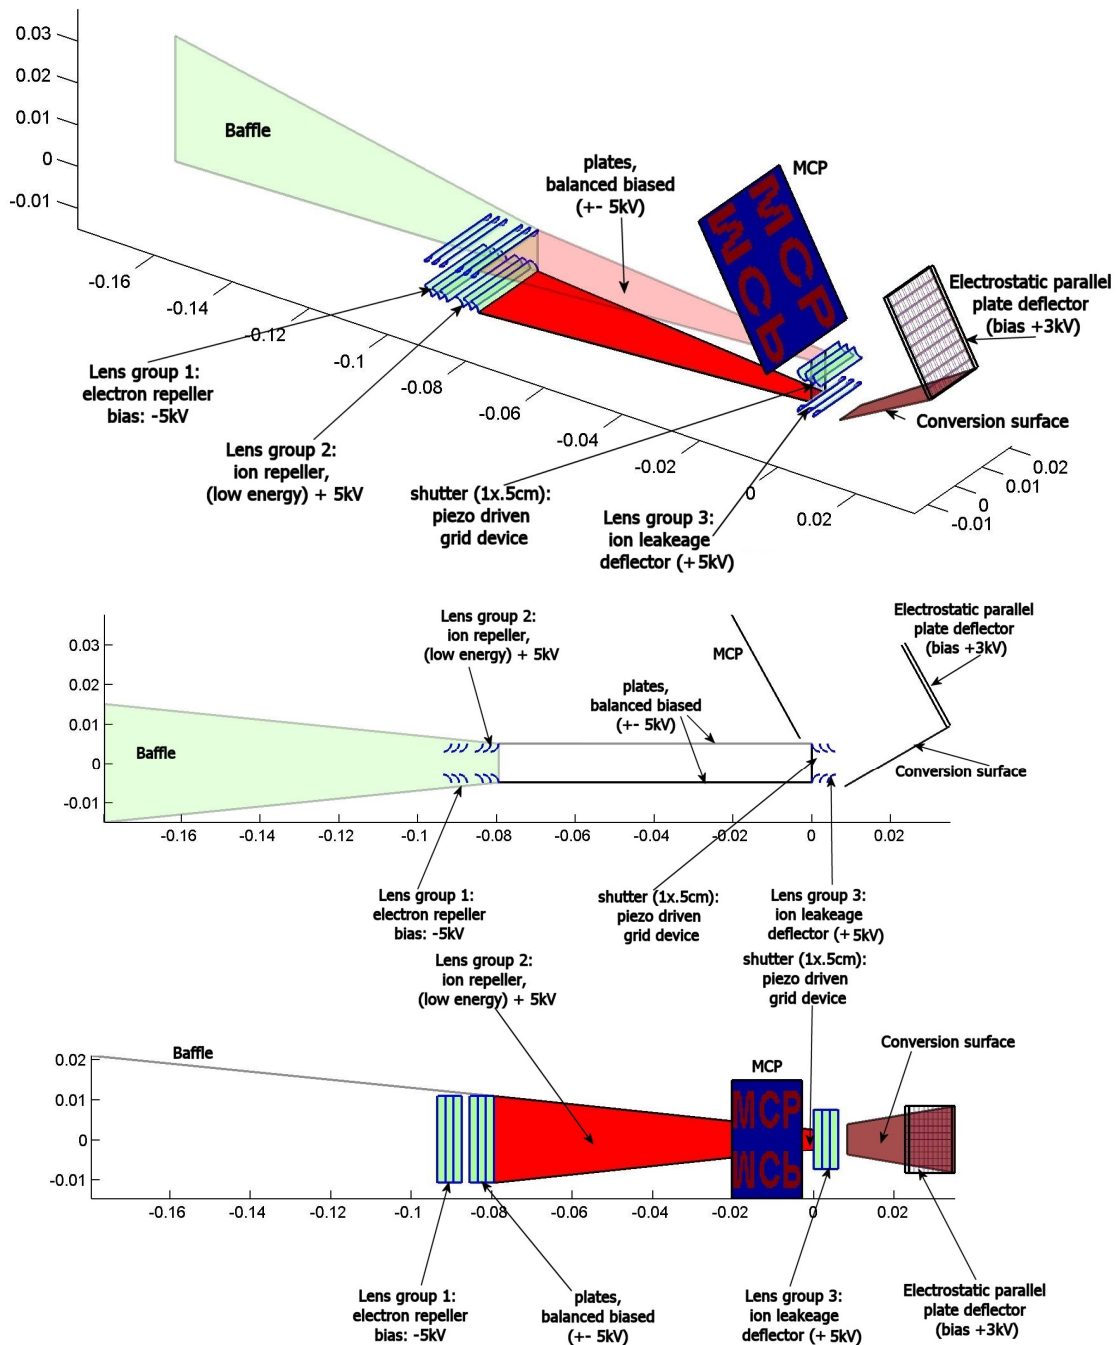 0.03
0.02
0.01
0
-0.01
Baffle
plates,
balanced biased
(+- 5kV)
MCP
MCP
MCP
Electrostatic parallel
plate deflector
(bias +3kV)
-0.16
-0.14
-0.12
-0.1
-0.08
-0.06
-0.04
-0.02
0
0.02
Lens group 1:
electron repeller
bias: -5kV
Lens group 2:
ion repeller,
(low energy) + 5kV
shutter (1x.5cm):
piezo driven
grid device
Lens group 3:
ion leakeage
deflector (+5kV)
Conversion surface
0.02
0.01
0
-0.01
Lens group 2:
ion repeller,
(low energy) + 5kV
MCP
plates,
balanced biased
(+- 5kV)
Electrostatic parallel
plate deflector
(bias +3kV)
0.03
0.02
0.01
0
-0.01
Baffle
Conversion surface
-0.16
-0.14
-0.12
-0.1
-0.08
-0.06
-0.04
-0.02
0
0.02
Lens group 1:
electron repeller
bias: -5kV
shutter (1x.5cm):
piezo driven
grid device
Lens group 3:
ion leakeage
deflector (+5kV)
Lens group 2:
ion repeller,
(low energy) + 5kV
shutter (1x.5cm):
piezo driven
grid device
Baffle
MCP
Conversion surface
0.02
0.01
0
-0.01
MCP
MCP
-0.16
-0.14
-0.12
-0.1
-0.08
-0.06
-0.04
-0.02
0
0.02
Lens group 1:
electron repeller
bias: -5kV
plates,
balanced biased
(+- 5kV)
Lens group 3:
ion leakeage
deflector (+5kV)
Electrostatic parallel
plate deflector
(bias +3kV)